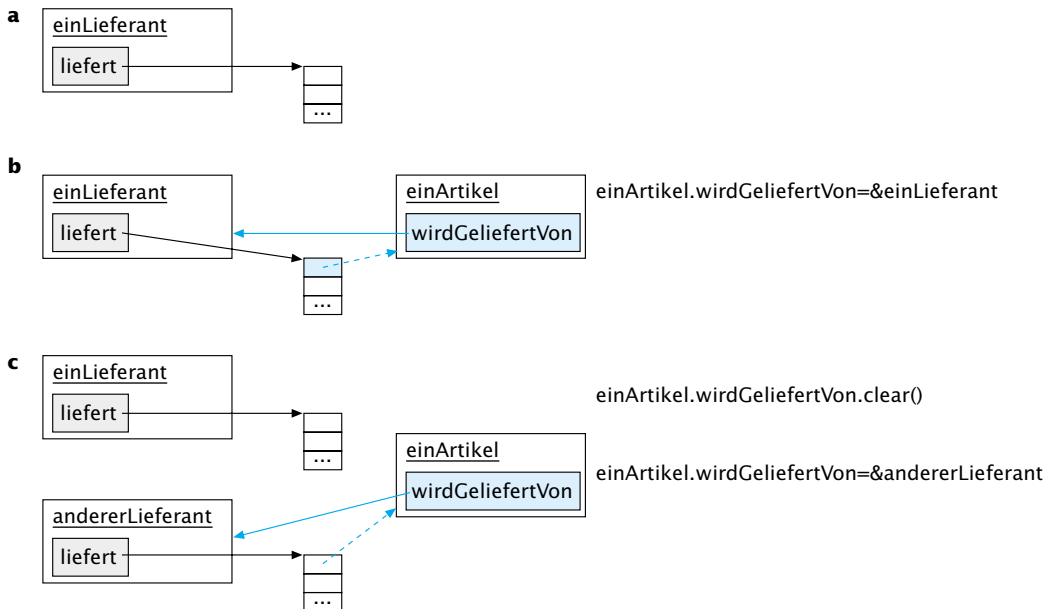 a
einLieferant
liefert
...
b
einLieferant
liefert
...
einArtikel
wirdGeliefertVon
einArtikel.wirdGeliefertVon=&einLieferant
c
einLieferant
liefert
...
einArtikel.wirdGeliefertVon.clear()
einArtikel
wirdGeliefertVon
einArtikel.wirdGeliefertVon=&andererLieferant
andererLieferant
liefert
...